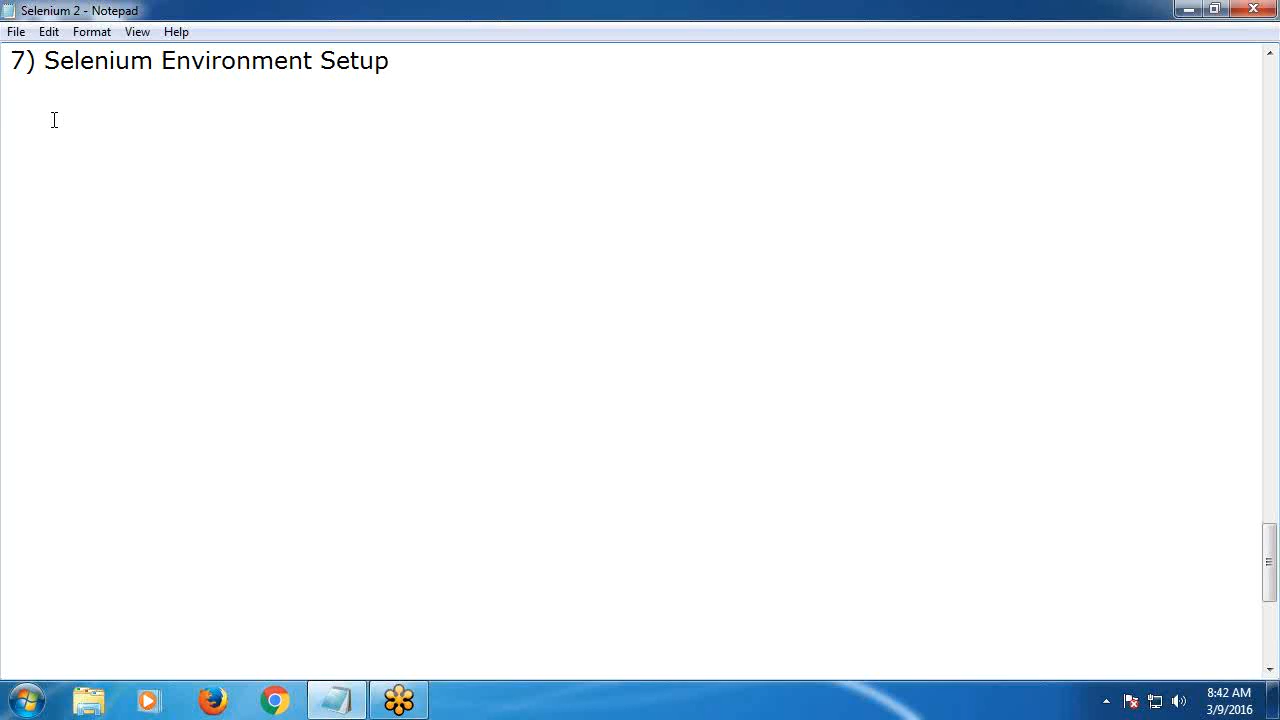 Selenium 2 - Notepad
File Edit Format View Help
7) Selenium Environment Setup
8:42 AM
3/9/2016